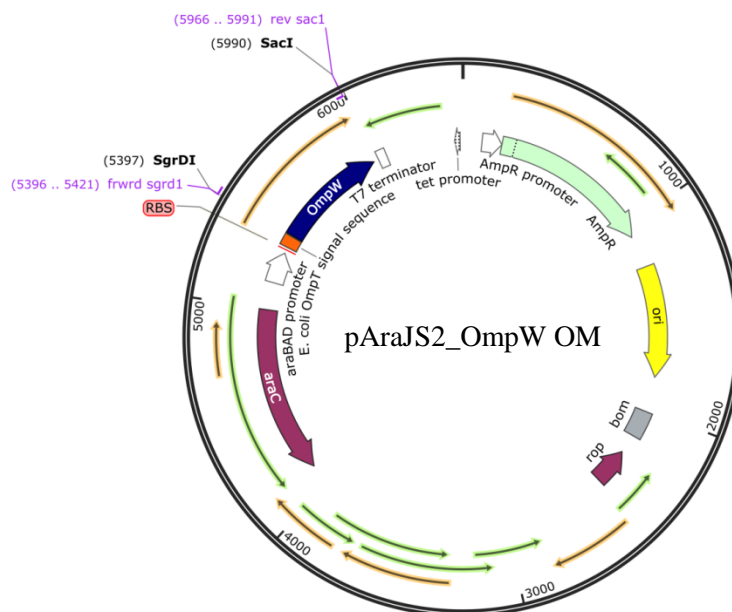 (5966 .. 5991) rev sac1
(5990) SacI
6000
(5397) SgrDI
(5396 .. 5421) frwrd sgrd1
RBS
OmpW
T7 terminator
tet promoter
AmpR promoter
AmpR
1000
E. coli OmpT signal sequence
araBAD promoter
5000
araC
pAraJS2_OmpW OM
ori
bom
2000
rop
4000
3000